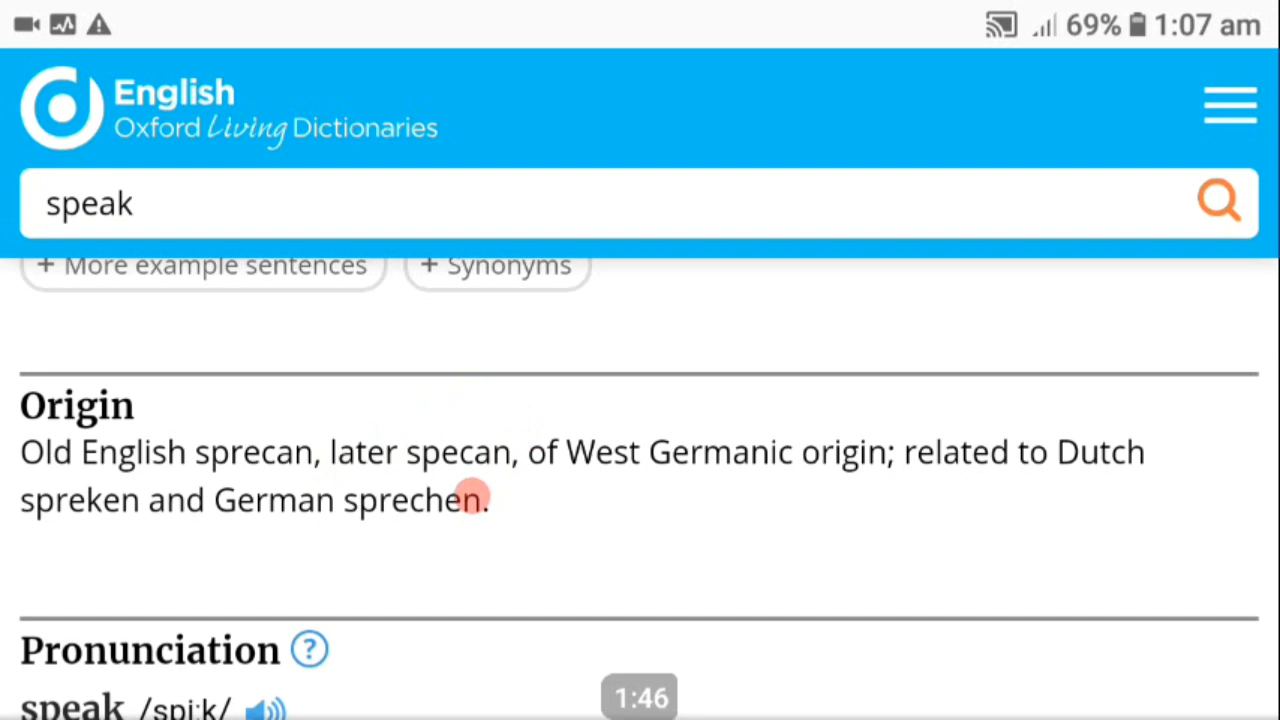 69% 1:07 am
English
Oxford Living Dictionaries
speak
+ More example sentences + Synonyms
Origin
Old English sprecan, later specan, of West Germanic origin; related to Dutch
spreken and German sprechen.
Pronunciation ?
speak /spiːk/
1:46